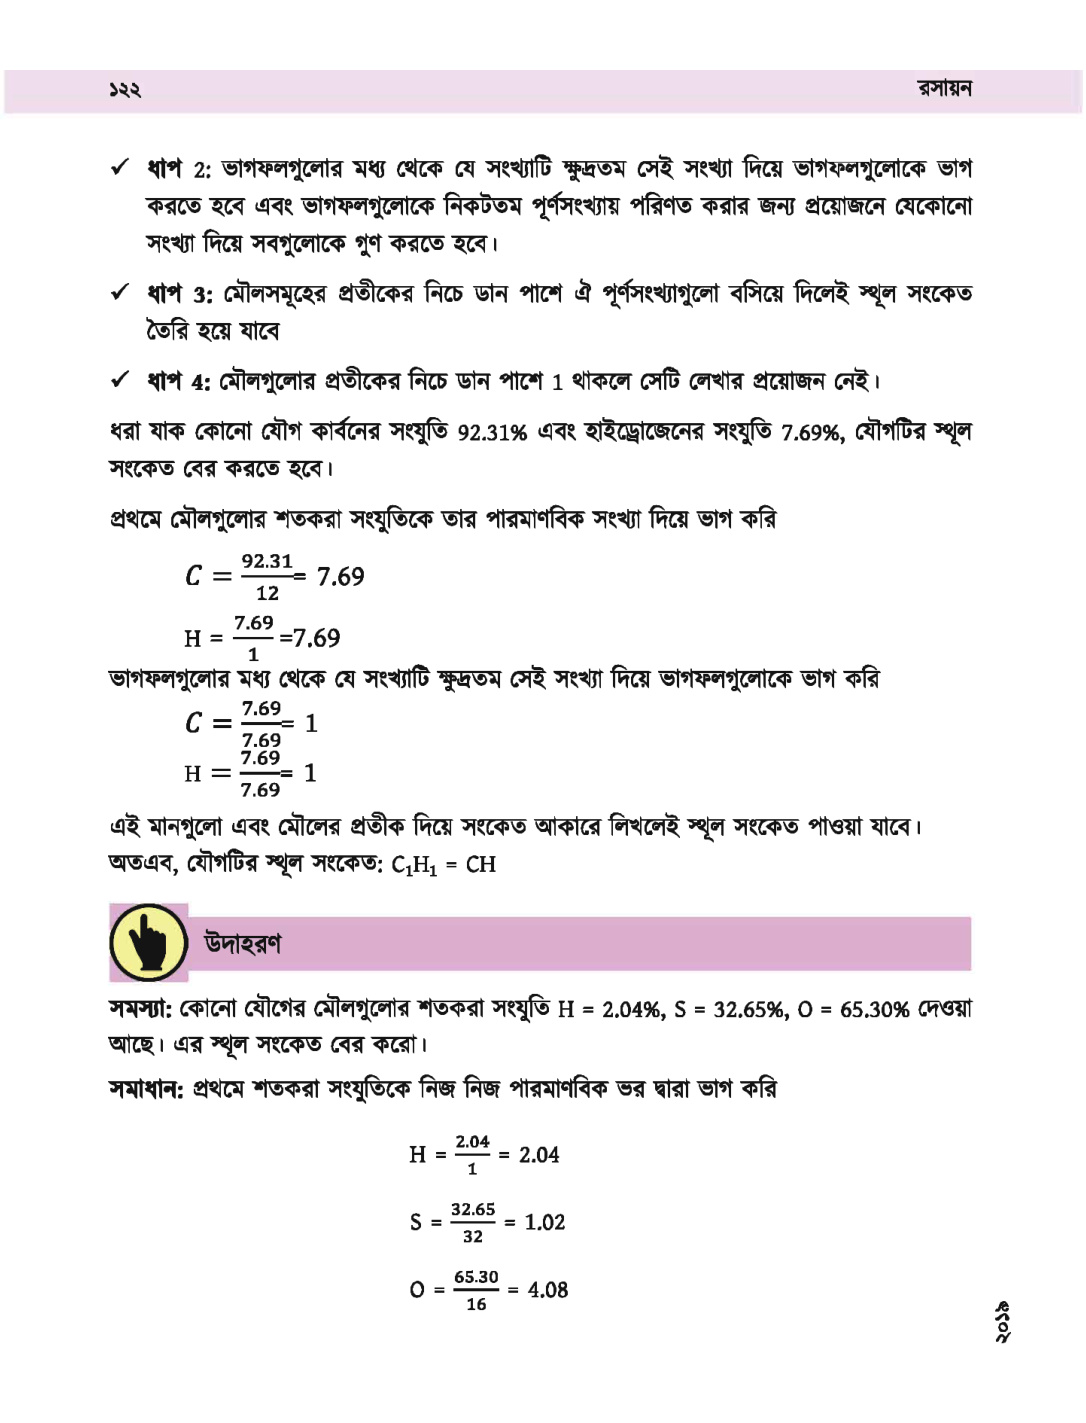 ১২২ রসায়ন
✓ ধাপ 2: ভাগফলগুলোর মধ্য থেকে যে সংখ্যাটি ক্ষুদ্রতম সেই সংখ্যা দিয়ে ভাগফলগুলোকে ভাগ
করতে হবে এবং ভাগফলগুলোকে নিকটতম পূর্ণসংখ্যায় পরিণত করার জন্য প্রয়োজনে যেকোনো
সংখ্যা দিয়ে সবগুলোকে গুণ করতে হবে।
✓ ধাপ 3: মৌলসমূহের প্রতীকের নিচে ডান পাশে ঐ পূর্ণসংখ্যাগুলো বসিয়ে দিলেই স্থূল সংকেত
তৈরি হয়ে যাবে
✓ ধাপ 4: মৌলগুলোর প্রতীকের নিচে ডান পাশে 1 থাকলে সেটি লেখার প্রয়োজন নেই।
ধরা যাক কোনো যৌগ কার্বনের সংযুতি 92.31% এবং হাইড্রোজেনের সংযুতি 7.69%, যৌগটির স্থূল
সংকেত বের করতে হবে।
প্রথমে মৌলগুলোর শতকরা সংযুতিকে তার পারমাণবিক সংখ্যা দিয়ে ভাগ করি
C = 92.31/12 = 7.69
H = 7.69/1 =7.69
ভাগফলগুলোর মধ্য থেকে যে সংখ্যাটি ক্ষুদ্রতম সেই সংখ্যা দিয়ে ভাগফলগুলোকে ভাগ করি
C = 7.69/7.69 = 1
H = 7.69/7.69 = 1
এই মানগুলো এবং মৌলের প্রতীক দিয়ে সংকেত আকারে লিখলেই স্থূল সংকেত পাওয়া যাবে।
অতএব, যৌগটির স্থূল সংকেত: C₁H₁ = CH
উদাহরণ
সমস্যা: কোনো যৌগের মৌলগুলোর শতকরা সংযুতি H = 2.04%, S = 32.65%, O = 65.30% দেওয়া
আছে। এর স্থূল সংকেত বের করো।
সমাধান: প্রথমে শতকরা সংযুতিকে নিজ নিজ পারমাণবিক ভর দ্বারা ভাগ করি
H = 2.04/1 = 2.04
S = 32.65/32 = 1.02
O = 65.30/16 = 4.08
২০১৯